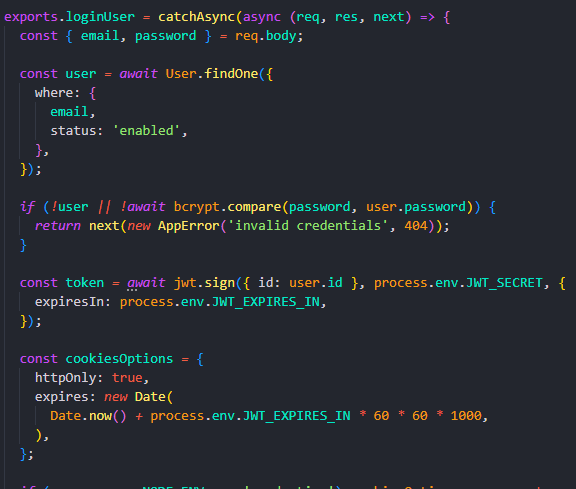 exports.loginUser = catchAsync(async (req, res, next) => {
  const { email, password } = req.body;

  const user = await User.findOne({
    where: {
      email,
      status: 'enabled',
    },
  });

  if (!user || !await bcrypt.compare(password, user.password)) {
    return next(new AppError('invalid credentials', 404));
  }

  const token = await jwt.sign({ id: user.id }, process.env.JWT_SECRET, {
    expiresIn: process.env.JWT_EXPIRES_IN,
  });

  const cookiesOptions = {
    httpOnly: true,
    expires: new Date(
      Date.now() + process.env.JWT_EXPIRES_IN * 60 * 60 * 1000,
    ),
  };